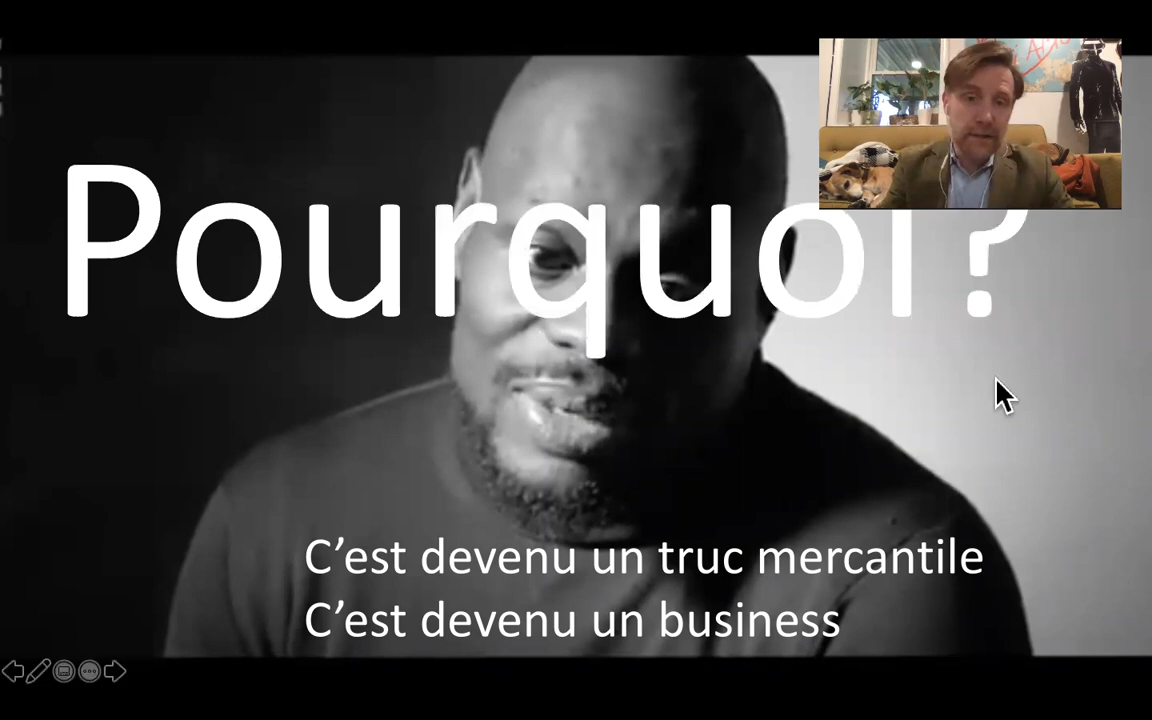 Pourquoi?
C’est devenu un truc mercantile
C’est devenu un business